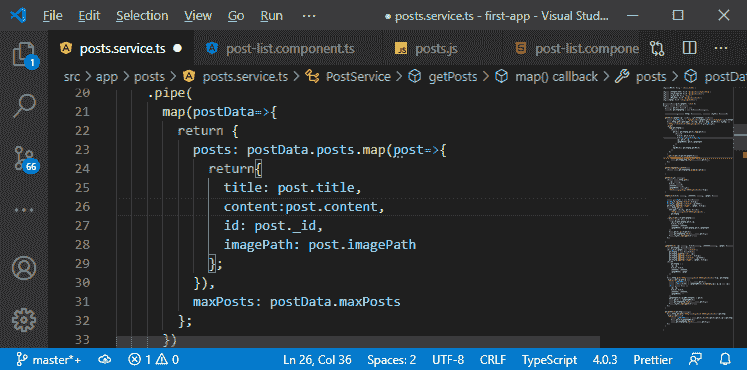 File Edit Selection View Go Run ... ● posts.service.ts - first-app - Visual Stud...
posts.service.ts ● post-list.component.ts posts.js post-list.compone
src > app > posts > posts.service.ts > PostService > getPosts > map() callback > posts > postDa
20 .pipe(
21 map(postData=>{
22 return {
23 posts: postData.posts.map(post=>{
24 return{
25 title: post.title,
26 content:post.content,
27 id: post._id,
28 imagePath: post.imagePath
29 };
30 }),
31 maxPosts: postData.maxPosts
32 };
33 })
1
66
master*+ 1 0 Ln 26, Col 36 Spaces: 2 UTF-8 CRLF TypeScript 4.0.3 Prettier